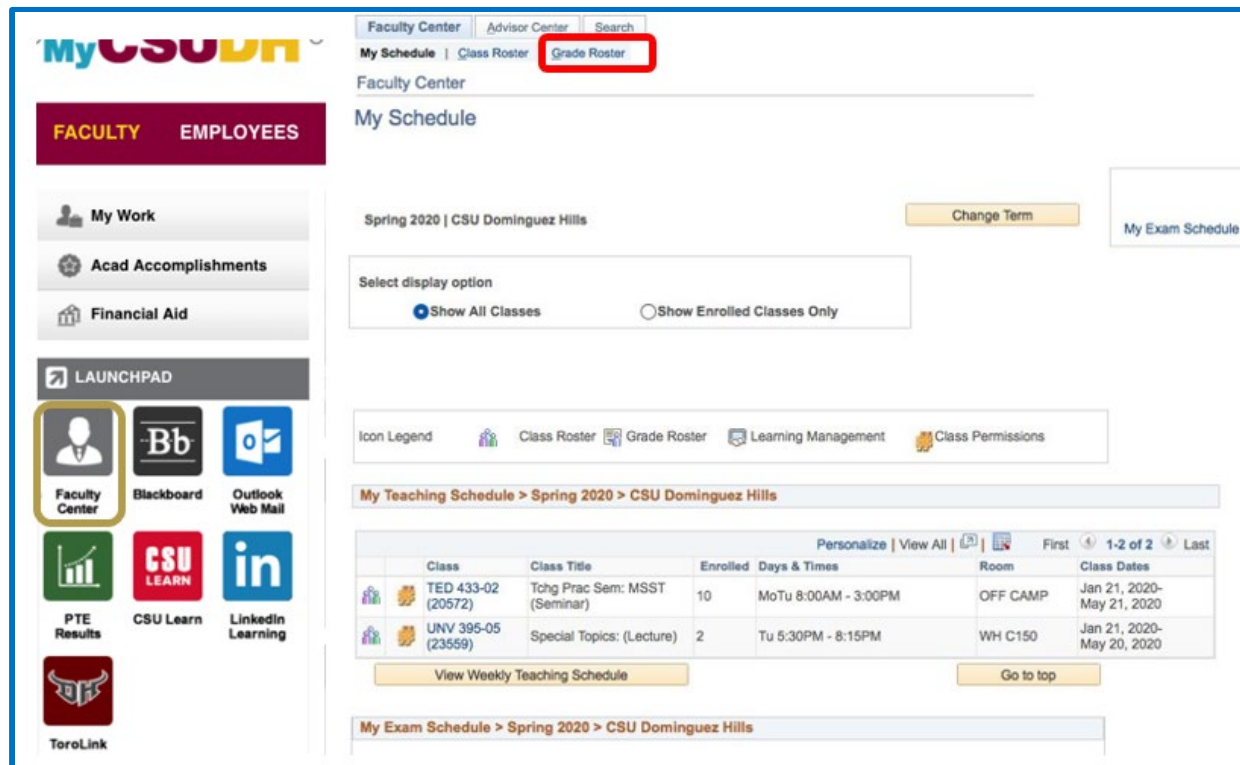 MyCSUDH
FACULTY EMPLOYEES
My Work
Acad Accomplishments
Financial Aid
LAUNCHPAD
Bb
Faculty Center
Blackboard
Outlook Web Mail
CSU LEARN
in
PTE Results
CSU Learn
LinkedIn Learning
DH
ToroLink
Faculty Center Advisor Center Search
My Schedule | Class Roster Grade Roster
Faculty Center
My Schedule
Spring 2020 | CSU Dominguez Hills
Change Term
My Exam Schedule
Select display option
Show All Classes Show Enrolled Classes Only
Icon Legend Class Roster Grade Roster Learning Management Class Permissions
My Teaching Schedule > Spring 2020 > CSU Dominguez Hills
Personalize | View All | | First 1-2 of 2 Last
Class Class Title Enrolled Days & Times Room Class Dates
TED 433-02 (20572) Tchg Prac Sem: MSST (Seminar) 10 MoTu 8:00AM - 3:00PM OFF CAMP Jan 21, 2020- May 21, 2020
UNV 395-05 (23559) Special Topics: (Lecture) 2 Tu 5:30PM - 8:15PM WH C150 Jan 21, 2020- May 20, 2020
View Weekly Teaching Schedule Go to top
My Exam Schedule > Spring 2020 > CSU Dominguez Hills